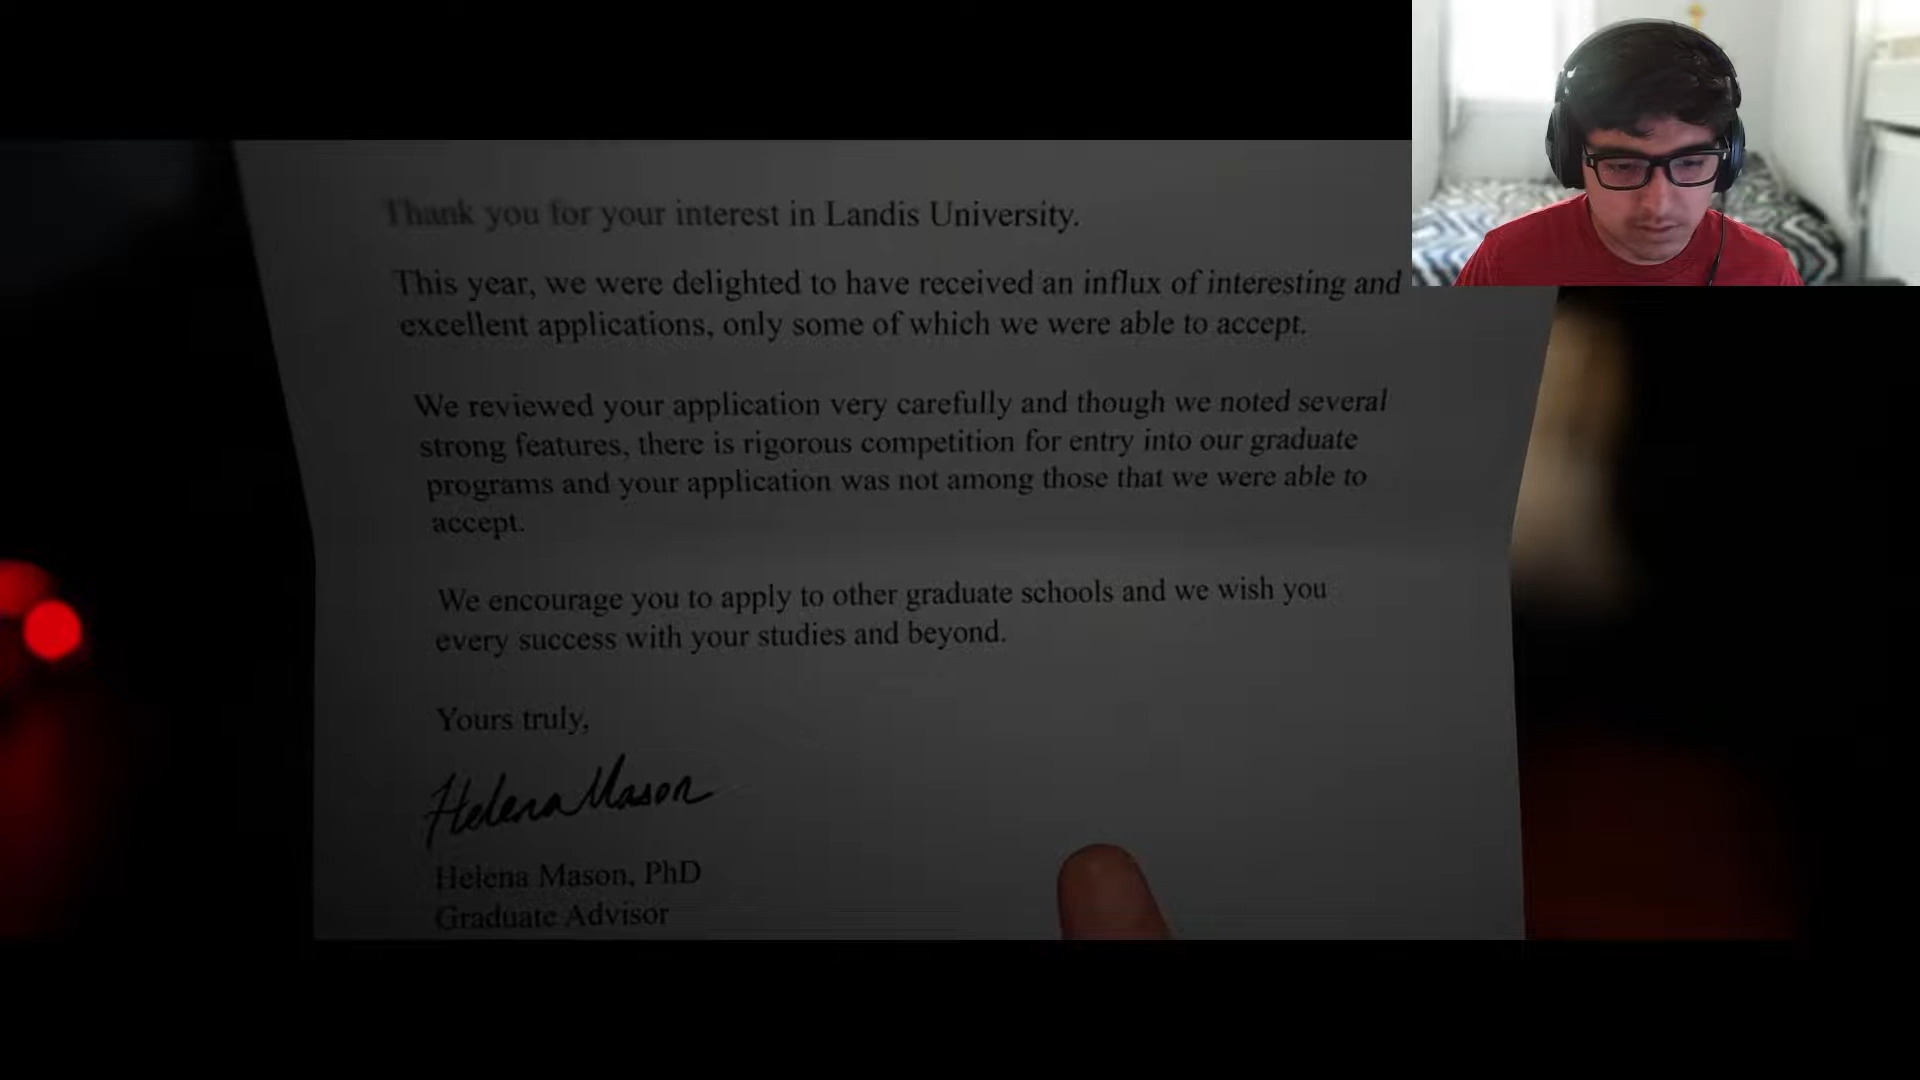 Thank you for your interest in Landis University.
This year, we were delighted to have received an influx of interesting and
excellent applications, only some of which we were able to accept.
We reviewed your application very carefully and though we noted several
strong features, there is rigorous competition for entry into our graduate
programs and your application was not among those that we were able to
accept.
We encourage you to apply to other graduate schools and we wish you
every success with your studies and beyond.
Yours truly,
Helena Mason
Helena Mason, PhD
Graduate Advisor